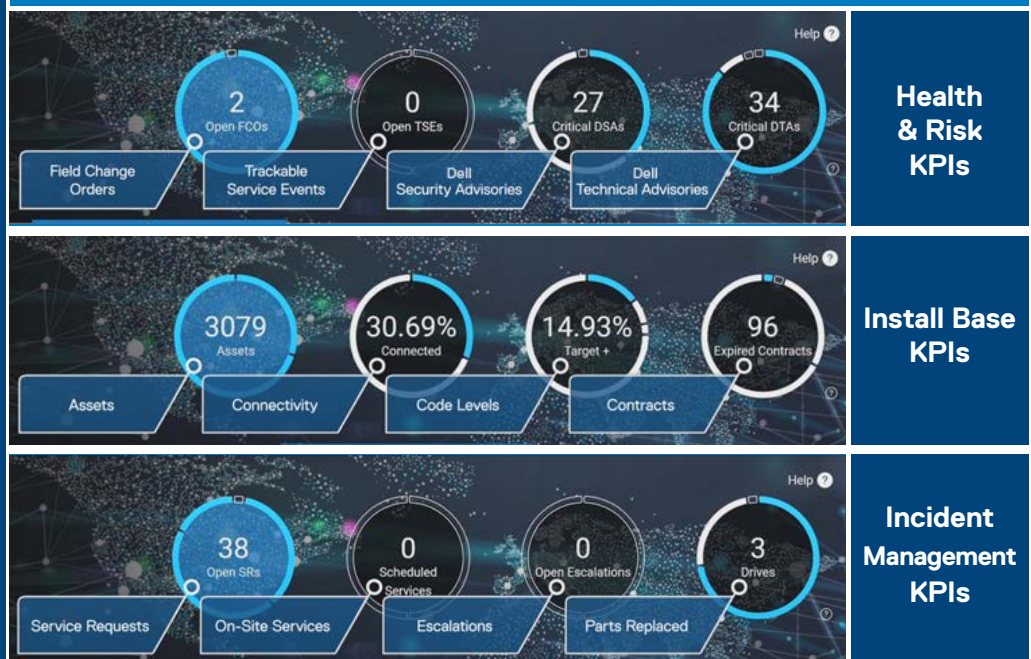 Help ?
2
Open FCOs
0
Open TSEs
27
Critical DSAs
34
Critical DTAs
Field Change
Orders
Trackable
Service Events
Dell
Security Advisories
Dell
Technical Advisories
?
Health
& Risk
KPIs
Help ?
3079
Assets
30.69%
Connected
14.93%
Target +
96
Expired Contracts
Assets
Connectivity
Code Levels
Contracts
?
Install Base
KPIs
Help ?
38
Open SRs
0
Scheduled
Services
0
Open Escalations
3
Drives
Service Requests
On-Site Services
Escalations
Parts Replaced
?
Incident
Management
KPIs